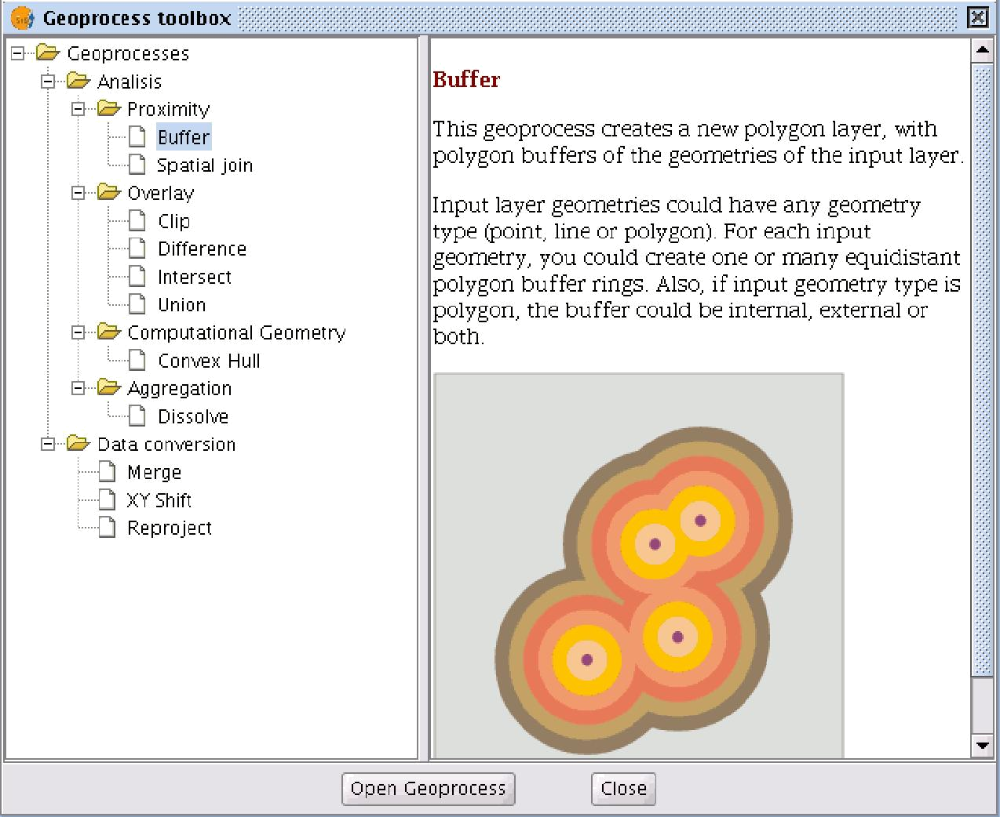 Geoprocess toolbox
Geoprocesses
Analisis
Proximity
Buffer
Spatial join
Overlay
Clip
Difference
Intersect
Union
Computational Geometry
Convex Hull
Aggregation
Dissolve
Data conversion
Merge
XY Shift
Reproject
Buffer
This geoprocess creates a new polygon layer, with
polygon buffers of the geometries of the input layer.
Input layer geometries could have any geometry
type (point, line or polygon). For each input
geometry, you could create one or many equidistant
polygon buffer rings. Also, if input geometry type is
polygon, the buffer could be internal, external or
both.
Open Geoprocess
Close